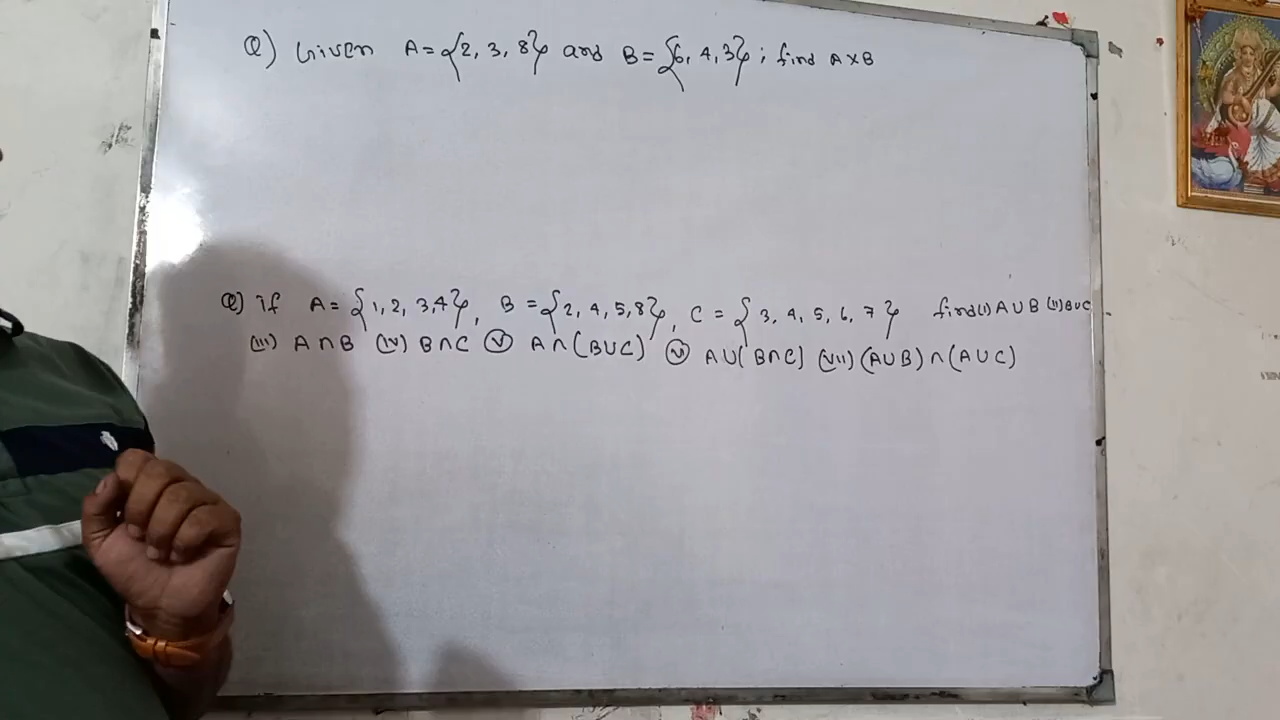 Q) Given A = {2, 3, 8} and B = {6, 4, 3} ; find A×B
Q) if A = {1, 2, 3, 4}, B = {2, 4, 5, 8}, C = {3, 4, 5, 6, 7} find (i) A∪B (ii) B∪C
(iii) A∩B (iv) B∩C (v) A∩(B∪C) (vi) A∪(B∩C) (vii) (A∪B)∩(A∪C)